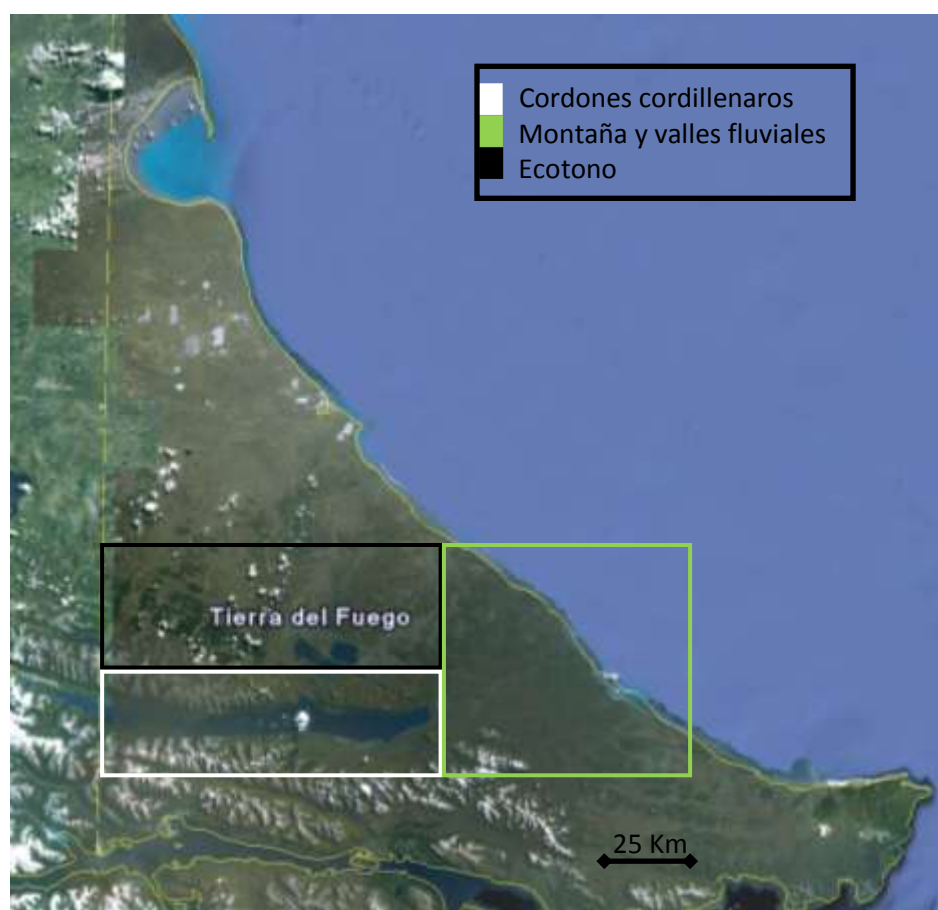 Cordones cordillenaros
Montaña y valles fluviales
Ecotono
Tierra del Fuego
25 Km